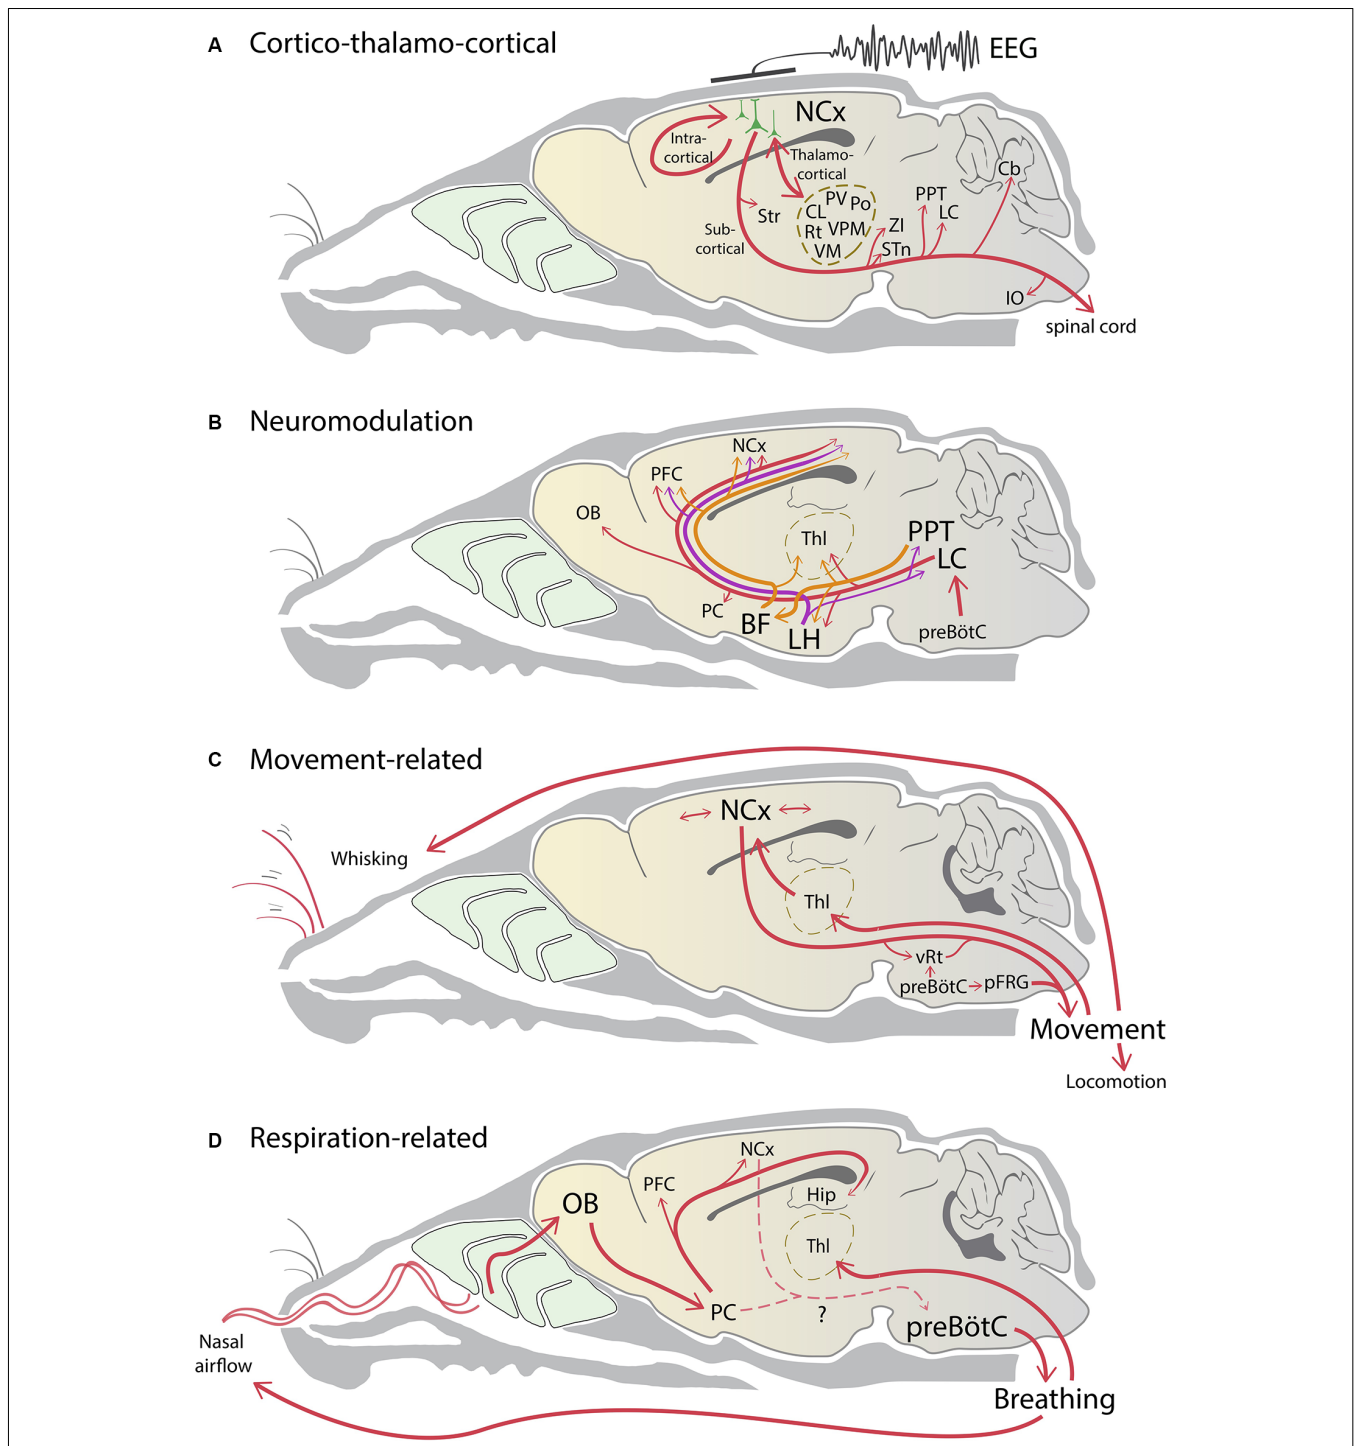 A Cortico-thalamo-cortical
EEG
NCx
Intra-
cortical
Thalamo-
cortical
Cb
Str
PV Po
CL
Rt VPM
VM
PPT
LC
Sub-
cortical
ZI
STn
IO
spinal cord
B Neuromodulation
NCx
PFC
OB
Thl
PPT
LC
PC
BF
LH
preBötC
C Movement-related
NCx
Whisking
Thl
vRt
preBötC
pFRG
Movement
Locomotion
D Respiration-related
NCx
PFC
OB
Hip
Thl
PC
?
preBötC
Nasal
airflow
Breathing